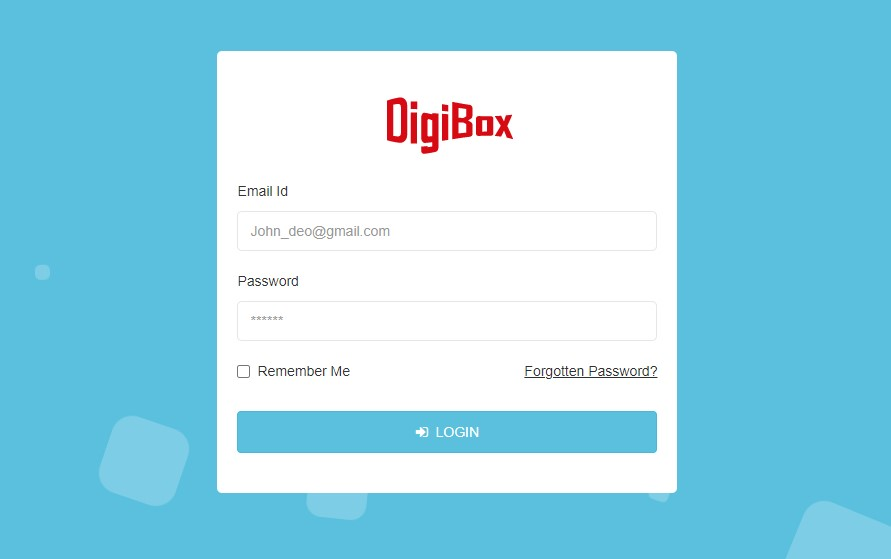 DigiBox
Email Id
John_deo@gmail.com
Password
******
Remember Me Forgotten Password?
LOGIN